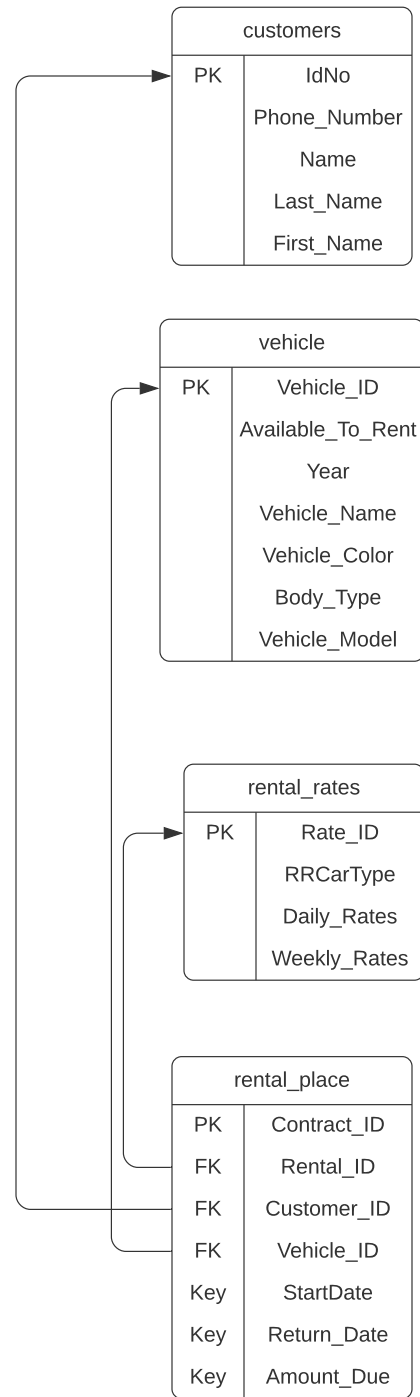 customers
PK IdNo
Phone_Number
Name
Last_Name
First_Name
vehicle
PK Vehicle_ID
Available_To_Rent
Year
Vehicle_Name
Vehicle_Color
Body_Type
Vehicle_Model
rental_rates
PK Rate_ID
RRCarType
Daily_Rates
Weekly_Rates
rental_place
PK Contract_ID
FK Rental_ID
FK Customer_ID
FK Vehicle_ID
Key StartDate
Key Return_Date
Key Amount_Due